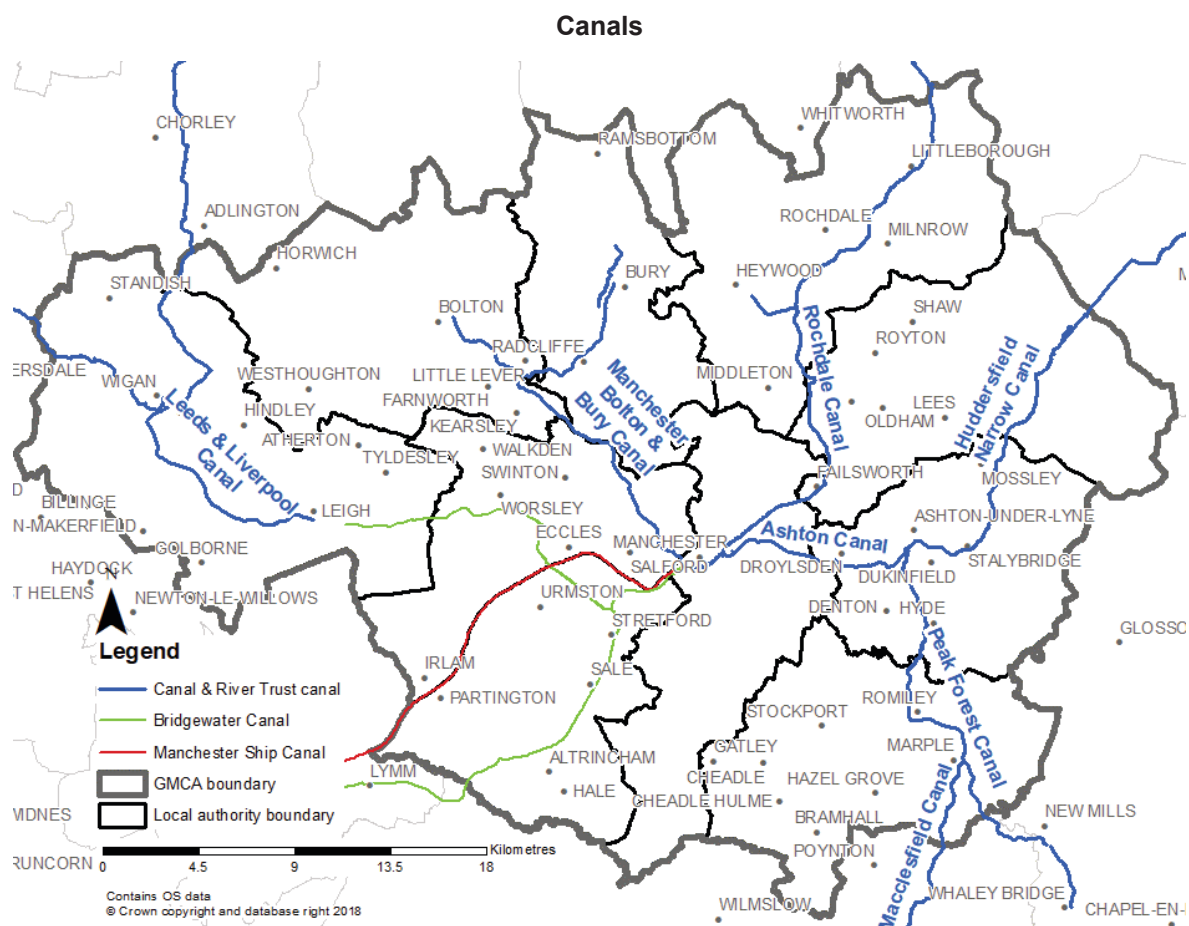 Canals
CHORLEY
WHITWORTH
RAMSBOTTOM
LITTLEBOROUGH
ADLINGTON
ROCHDALE
MILNROW
HORWICH
STANDISH
BURY
HEYWOOD
BOLTON
SHAW
ROYTON
RADCLIFFE
ERSDALE
WIGAN
WESTHOUGHTON
LITTLE LEVER
MIDDLETON
Rochdale Canal
Huddersfield
Narrow Canal
Manchester
Bolton &
Bury Canal
Leeds & Liverpool
Canal
HINDLEY
FARNWORTH
LEES
OLDHAM
ATHERTON
KEARSLEY
TYLDESLEY
WALKDEN
SWINTON
FAILSWORTH
MOSSLEY
D
BILLINGE
LEIGH
WORSLEY
N-MAKERFIELD
ECCLES
MANCHESTER
Ashton Canal
ASHTON-UNDER-LYNE
GOLBORNE
SALFORD
DROYLSDEN
STALYBRIDGE
HAYDOCK
DUKINFIELD
T HELENS
N
NEWTON-LE-WILLOWS
URMSTON
DENTON
HYDE
STRETFORD
GLOSSO
Peak Forest Canal
Legend
IRLAM
SALE
Canal & River Trust canal
PARTINGTON
ROMILEY
Bridgewater Canal
STOCKPORT
Manchester Ship Canal
GATLEY
MARPLE
GMCA boundary
LYMM
ALTRINCHAM
CHEADLE
HAZEL GROVE
HALE
CHEADLE HULME
Local authority boundary
MIDNES
BRAMHALL
NEW MILLS
RUNCORN
Kilometres
0 4.5 9 13.5 18
POYNTON
Macclesfield Canal
WHALEY BRIDGE
CHAPEL-EN-
Contains OS data
© Crown copyright and database right 2018
WILMSLOW